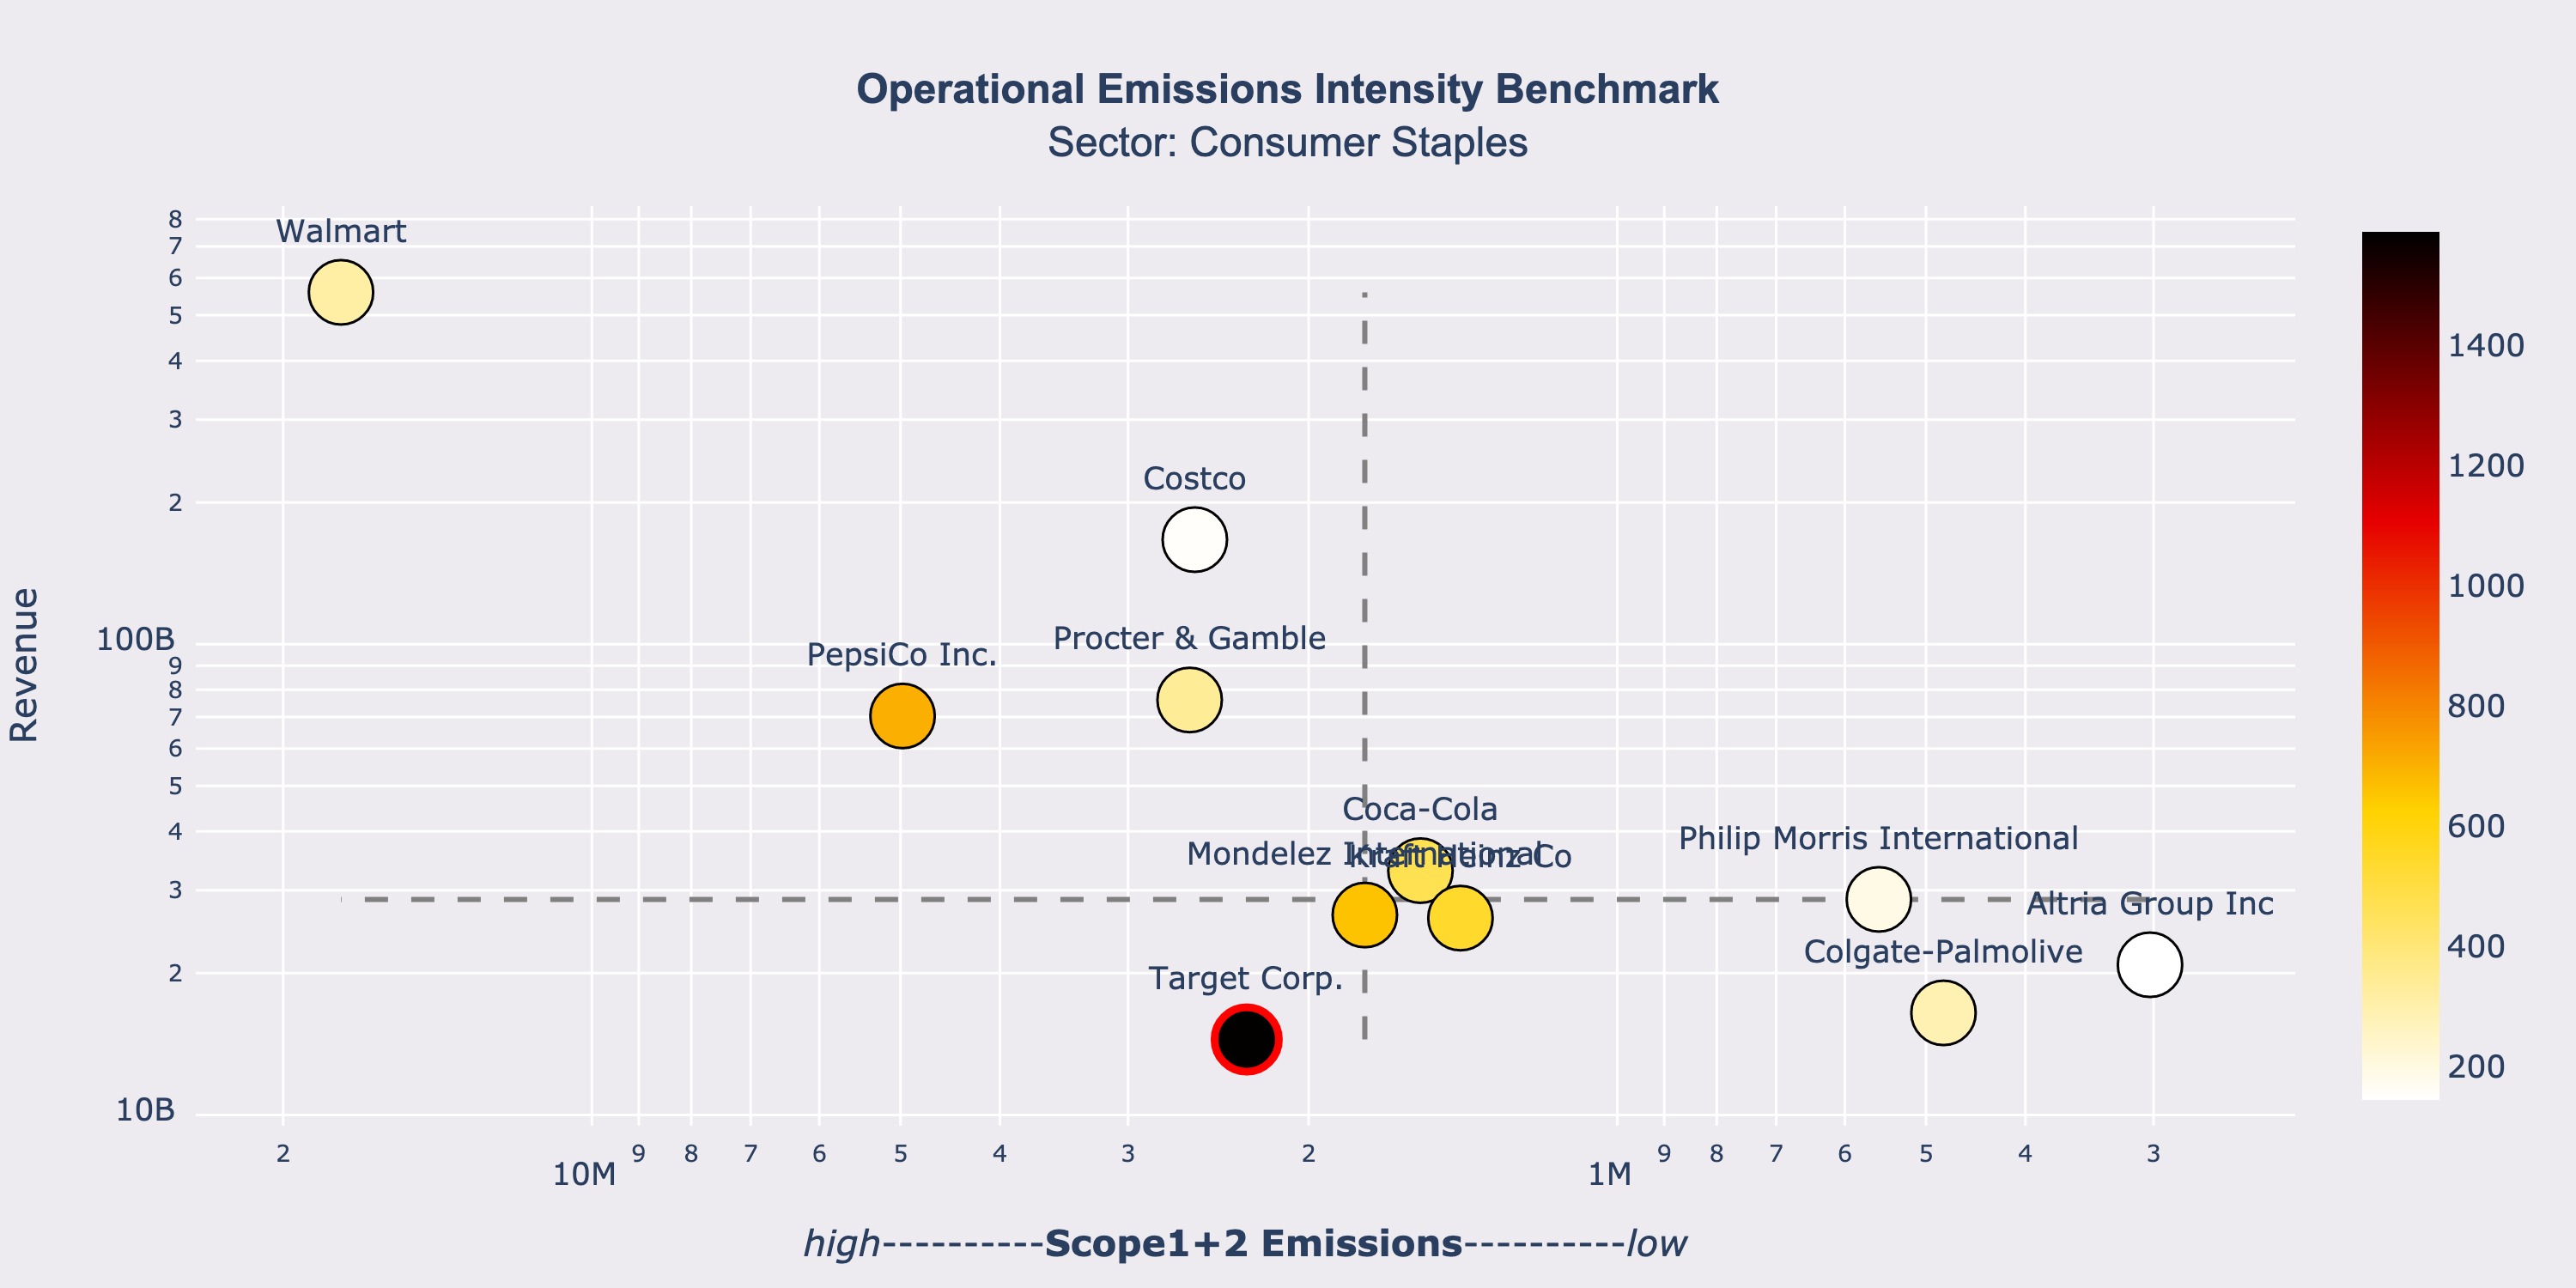 Operational Emissions Intensity Benchmark
Sector: Consumer Staples
Revenue
8
7
6
5
4
3
2
100B
9
8
7
6
5
4
3
2
10B
Walmart
Costco
Procter & Gamble
PepsiCo Inc.
Coca-Cola
Mondelez International
Kraft Heinz Co
Philip Morris International
Altria Group Inc
Colgate-Palmolive
Target Corp.
2
10M
9
8
7
6
5
4
3
2
1M
9
8
7
6
5
4
3
high----------Scope1+2 Emissions----------low
1400
1200
1000
800
600
400
200